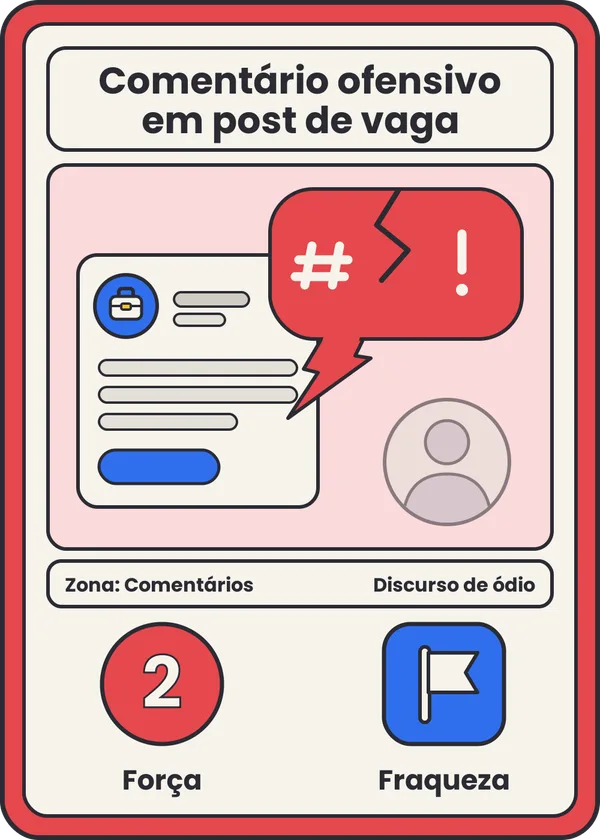 Comentário ofensivo
em post de vaga
# !
Zona: Comentários
Discurso de ódio
2
Força
Fraqueza